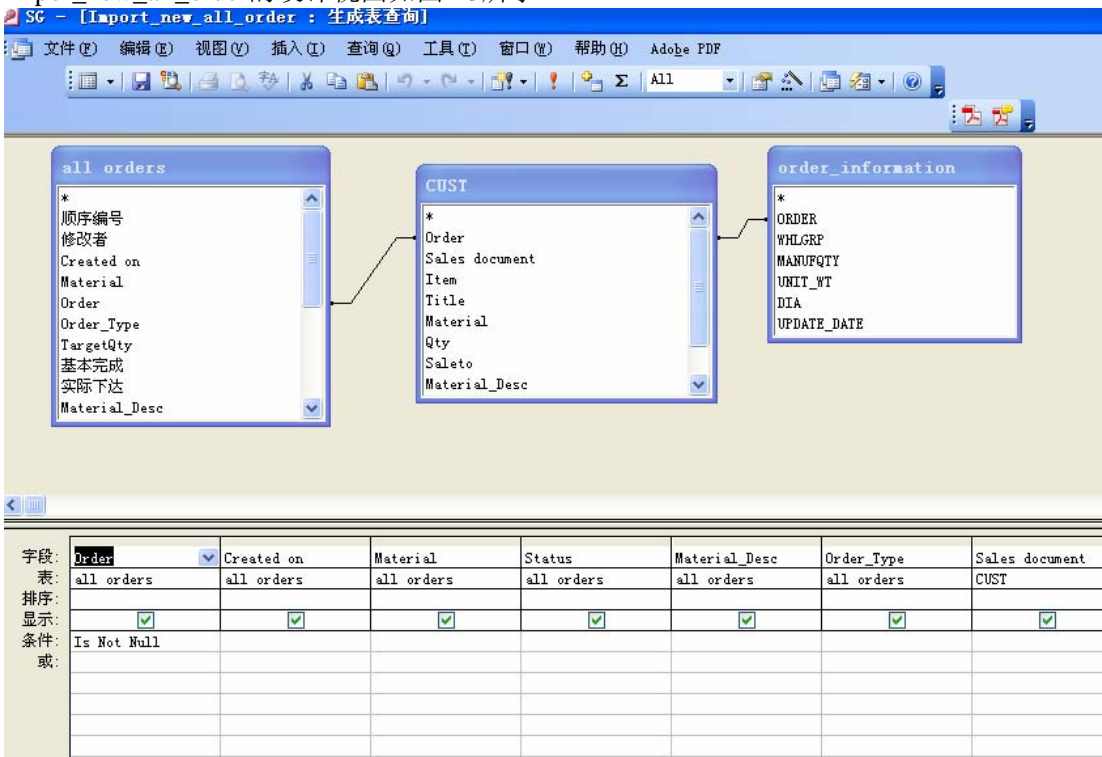 SG - [Import_new_all_order : 生成表查询]
文件(F) 编辑(E) 视图(V) 插入(I) 查询(Q) 工具(T) 窗口(W) 帮助(H) Adobe PDF
All
all orders
*
顺序编号
修改者
Created on
Material
Order
Order_Type
TargetQty
基本完成
实际下达
Material_Desc
CUST
*
Order
Sales document
Item
Title
Material
Qty
Saleto
Material_Desc
order_information
*
ORDER
WHLGRP
MANUFQTY
UNIT_WT
DIA
UPDATE_DATE
字段: Order Created on Material Status Material_Desc Order_Type Sales document
表: all orders all orders all orders all orders all orders all orders CUST
排序:
显示:
条件: Is Not Null
或: